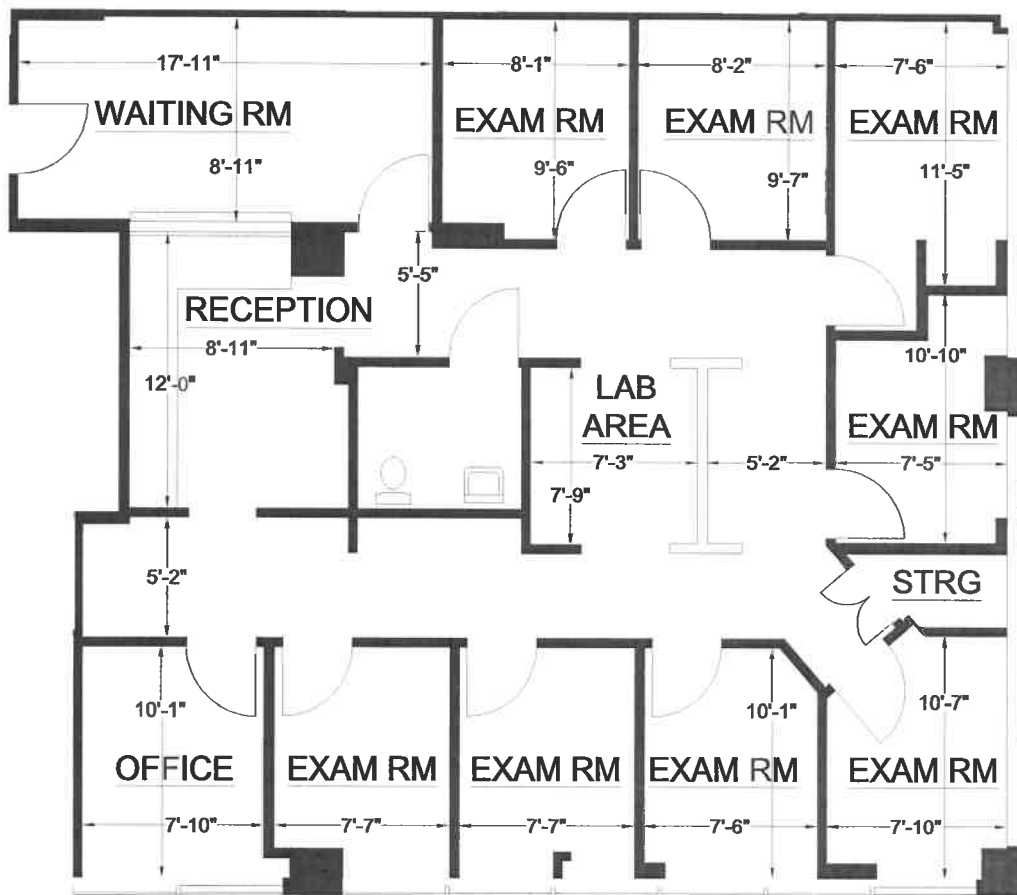 17'-11"
8'-1"
8'-2"
7'-6"
WAITING RM
EXAM RM
EXAM RM
EXAM RM
8'-11"
9'-6"
9'-7"
11'-5"
5'-5"
RECEPTION
8'-11"
12'-0"
10'-10"
LAB
AREA
EXAM RM
7'-3"
5'-2"
7'-5"
7'-9"
5'-2"
STRG
10'-1"
10'-1"
10'-7"
OFFICE
EXAM RM
EXAM RM
EXAM RM
EXAM RM
7'-10"
7'-7"
7'-7"
7'-6"
7'-10"